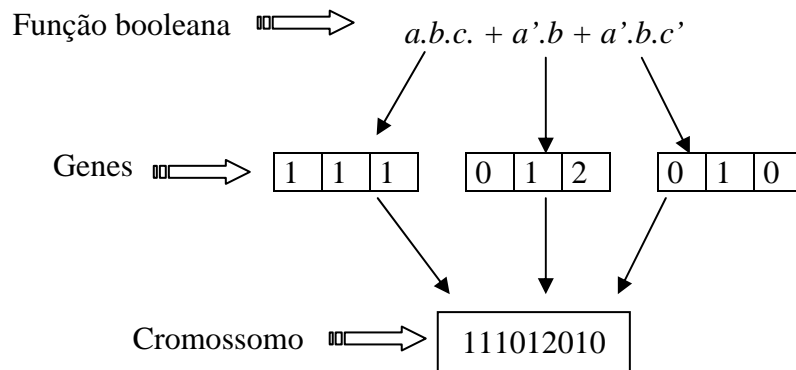 Função booleana
a.b.c. + a’.b + a’.b.c’
Genes
1 1 1 0 1 2 0 1 0
Cromossomo
111012010